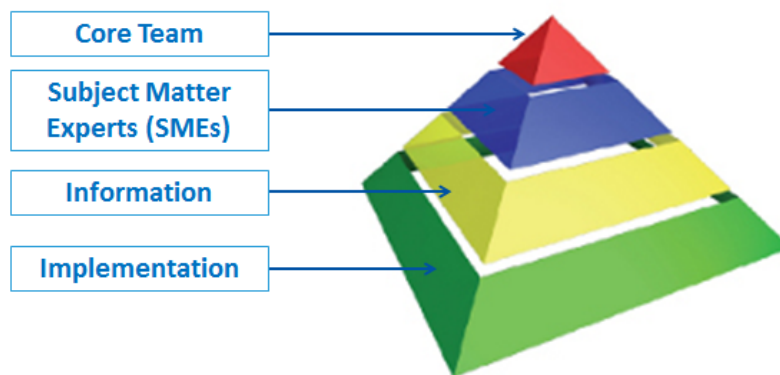 Core Team
Subject Matter
Experts (SMEs)
Information
Implementation